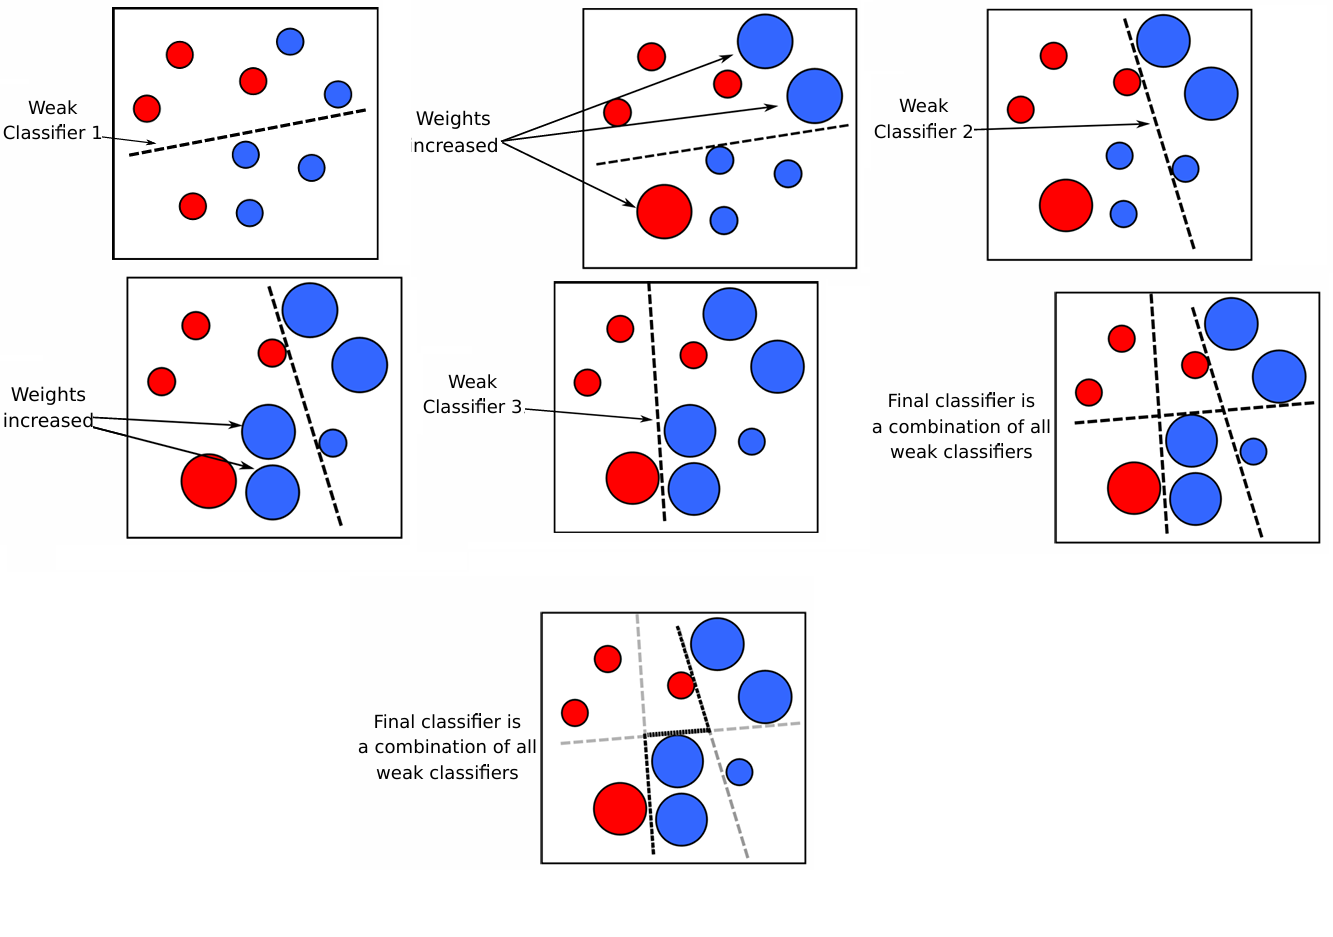 Weak
Classifier 1
Weights
increased
Weak
Classifier 2
Weights
increased
Weak
Classifier 3
Final classifier is
a combination of all
weak classifiers
Final classifier is
a combination of all
weak classifiers